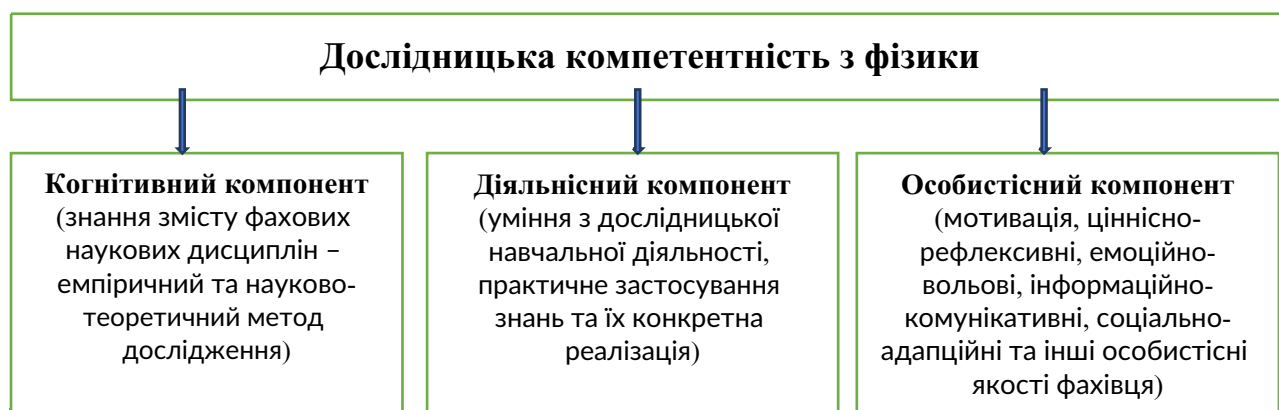 Дослідницька компетентність з фізики
Когнітивний компонент
(знання змісту фахових
наукових дисциплін –
емпіричний та науково-
теоретичний метод
дослідження)
Діяльнісний компонент
(уміння з дослідницької
навчальної діяльності,
практичне застосування
знань та їх конкретна
реалізація)
Особистісний компонент
(мотивація, ціннісно-
рефлексивні, емоційно-
вольові, інформаційно-
комунікативні, соціально-
адапційні та інші особистісні
якості фахівця)